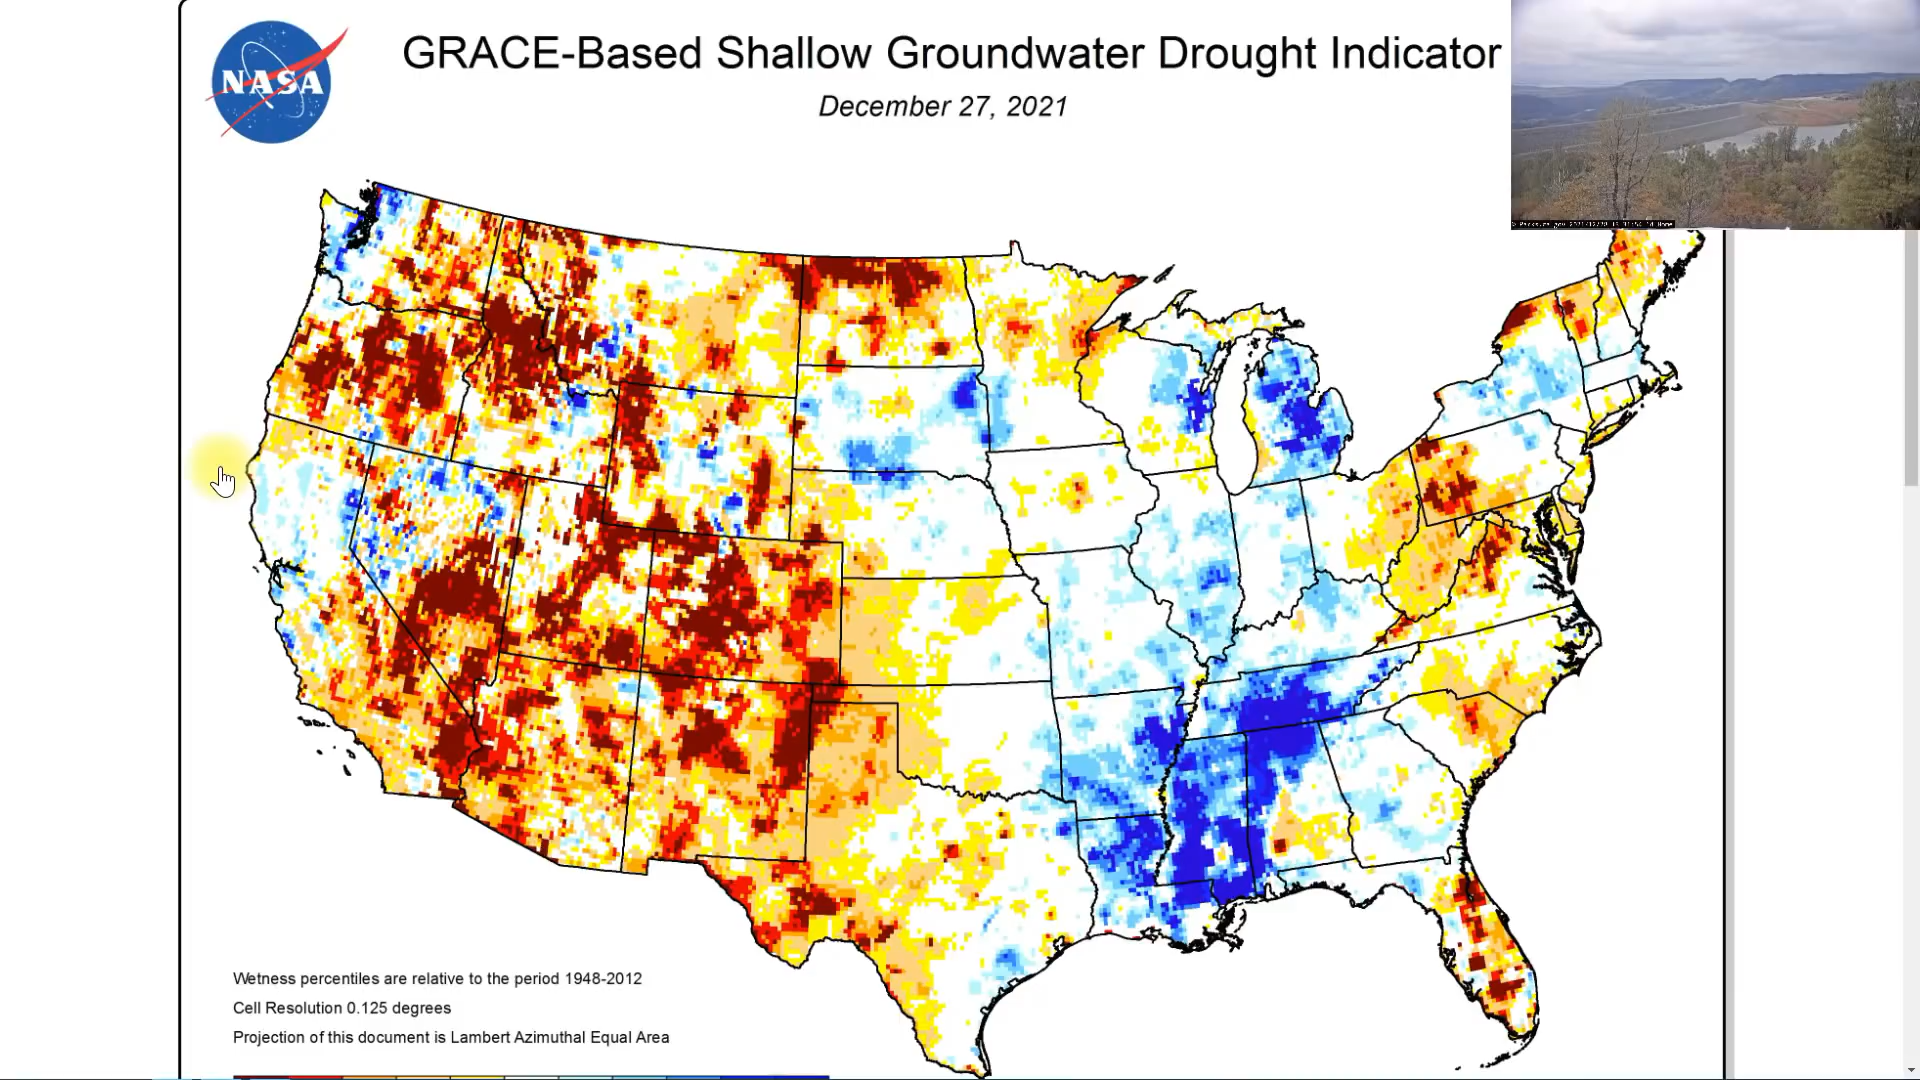 NASA
GRACE-Based Shallow Groundwater Drought Indicator
December 27, 2021
Wetness percentiles are relative to the period 1948-2012
Cell Resolution 0.125 degrees
Projection of this document is Lambert Azimuthal Equal Area